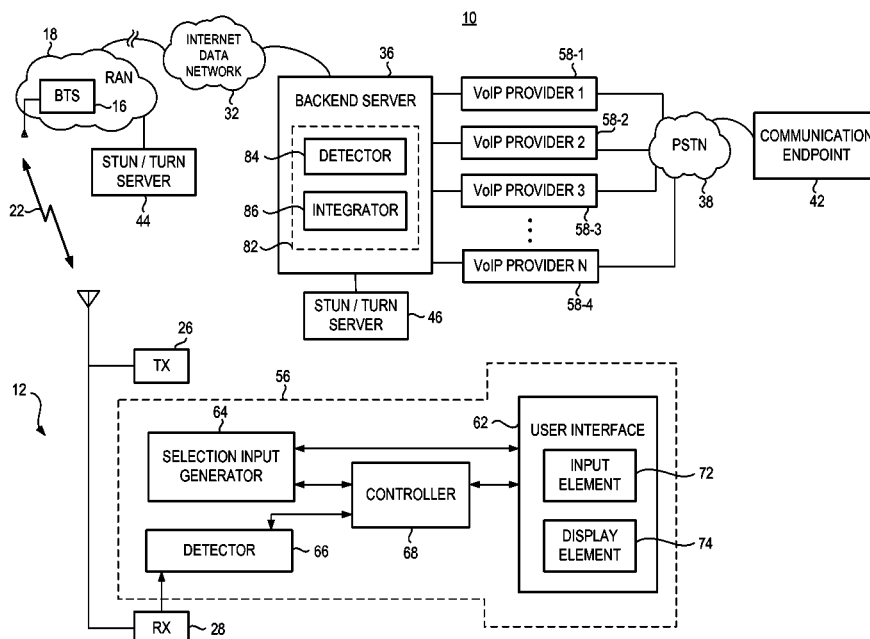 10
18
RAN
BTS
16
INTERNET
DATA
NETWORK
32
STUN / TURN
SERVER
44
22
36
BACKEND SERVER
84
DETECTOR
86
INTEGRATOR
82
STUN / TURN
SERVER
46
58-1
VoIP PROVIDER 1
58-2
VoIP PROVIDER 2
VoIP PROVIDER 3
58-3
VoIP PROVIDER N
58-4
PSTN
38
COMMUNICATION
ENDPOINT
42
26
TX
12
56
64
SELECTION INPUT
GENERATOR
CONTROLLER
68
DETECTOR
66
62
USER INTERFACE
INPUT
ELEMENT
72
DISPLAY
ELEMENT
74
RX
28